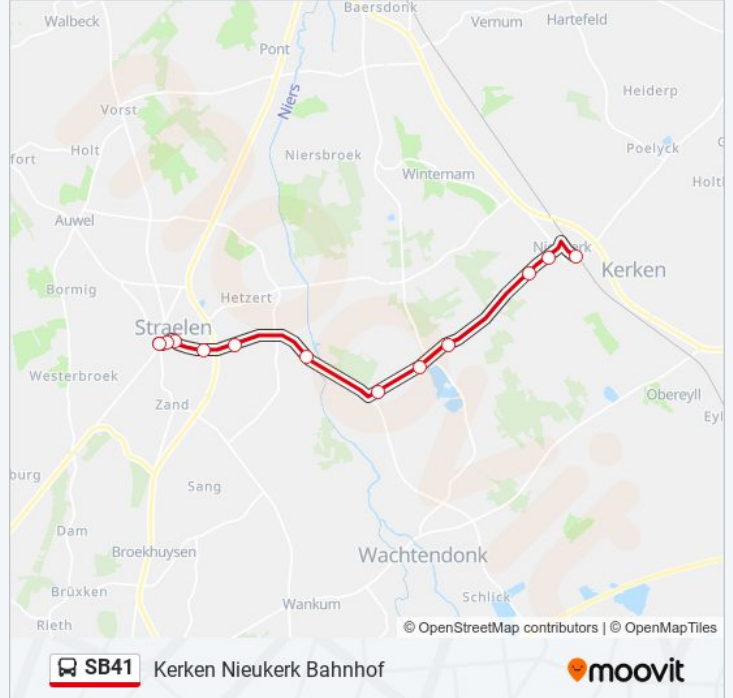 Baersdonk
Walbeck
Vernum
Hartefeld
Pont
Niers
Heiderp
Vorst
Poelyck
Holt
Niersbroek
fort
Winternam
Holt
Auwel
Kerken
Bormig
Hetzert
Straelen
Westerbroek
Obereyll
Zand
Eyl
burg
Sang
Dam
Broekhuysen
Wachtendonk
Brüxken
Schlick
Wankum
Rieth
© OpenStreetMap contributors | © OpenMapTiles
SB41 Kerken Nieukerk Bahnhof
moovit